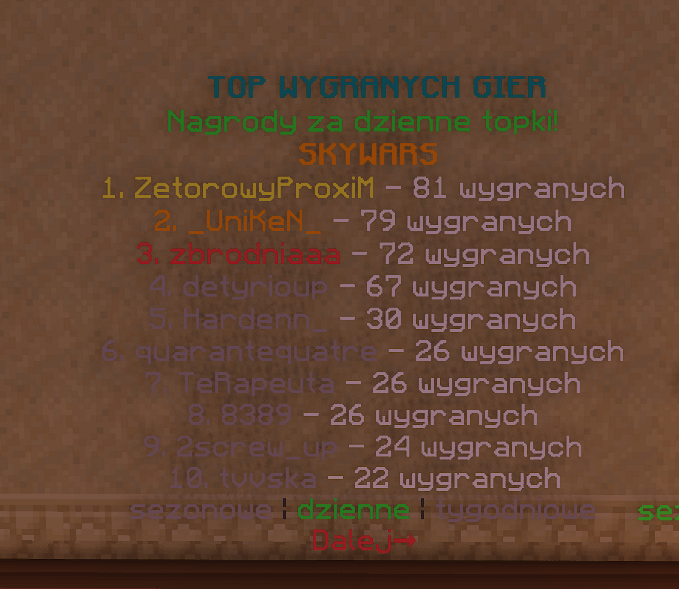 TOP WYGRANYCH GIER
Nagrody za dzienne topki!
SKYWARS
1. ZetorowyProxiM - 81 wygranych
2. _UniKeN_ - 79 wygranych
3. zbrodniaaa - 72 wygranych
4. detyrioup - 67 wygranych
5. Hardenn_ - 30 wygranych
6. quarantequatre - 26 wygranych
7. TeRapeuta - 26 wygranych
8. 8389 - 26 wygranych
9. 2screw_up - 24 wygranych
10. tvvska - 22 wygranych
sezonowe ¦ dzienne ¦ tygodniowe
Dalej→